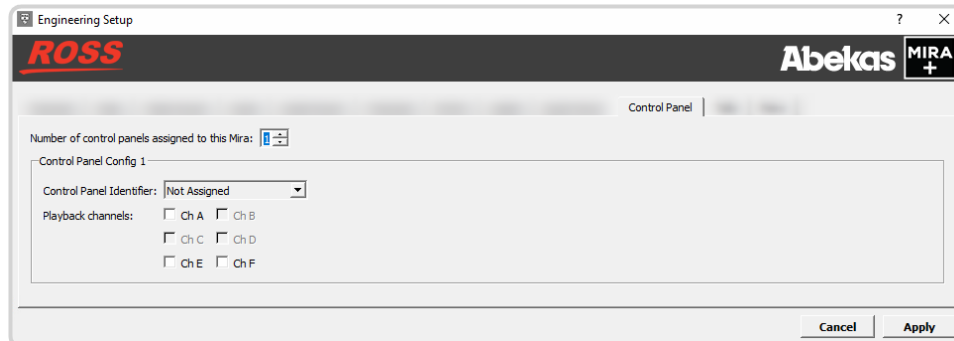 Engineering Setup ? ×
ROSS Abekas MIRA +
Control Panel
Number of control panels assigned to this Mira: 1
Control Panel Config 1
Control Panel Identifier: Not Assigned
Playback channels: Ch A Ch B
Ch C Ch D
Ch E Ch F
Cancel Apply